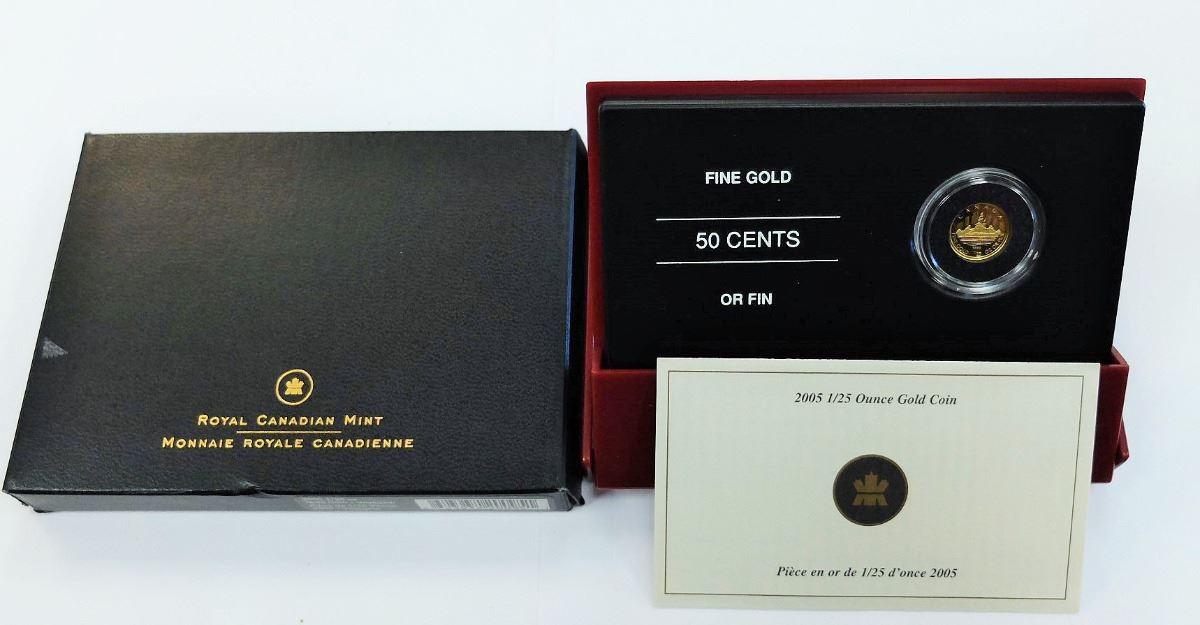 ROYAL CANADIAN MINT
MONNAIE ROYALE CANADIENNE
FINE GOLD
50 CENTS
OR FIN
CANADA
2005 1/25 Ounce Gold Coin
Pièce en or de 1/25 d'once 2005